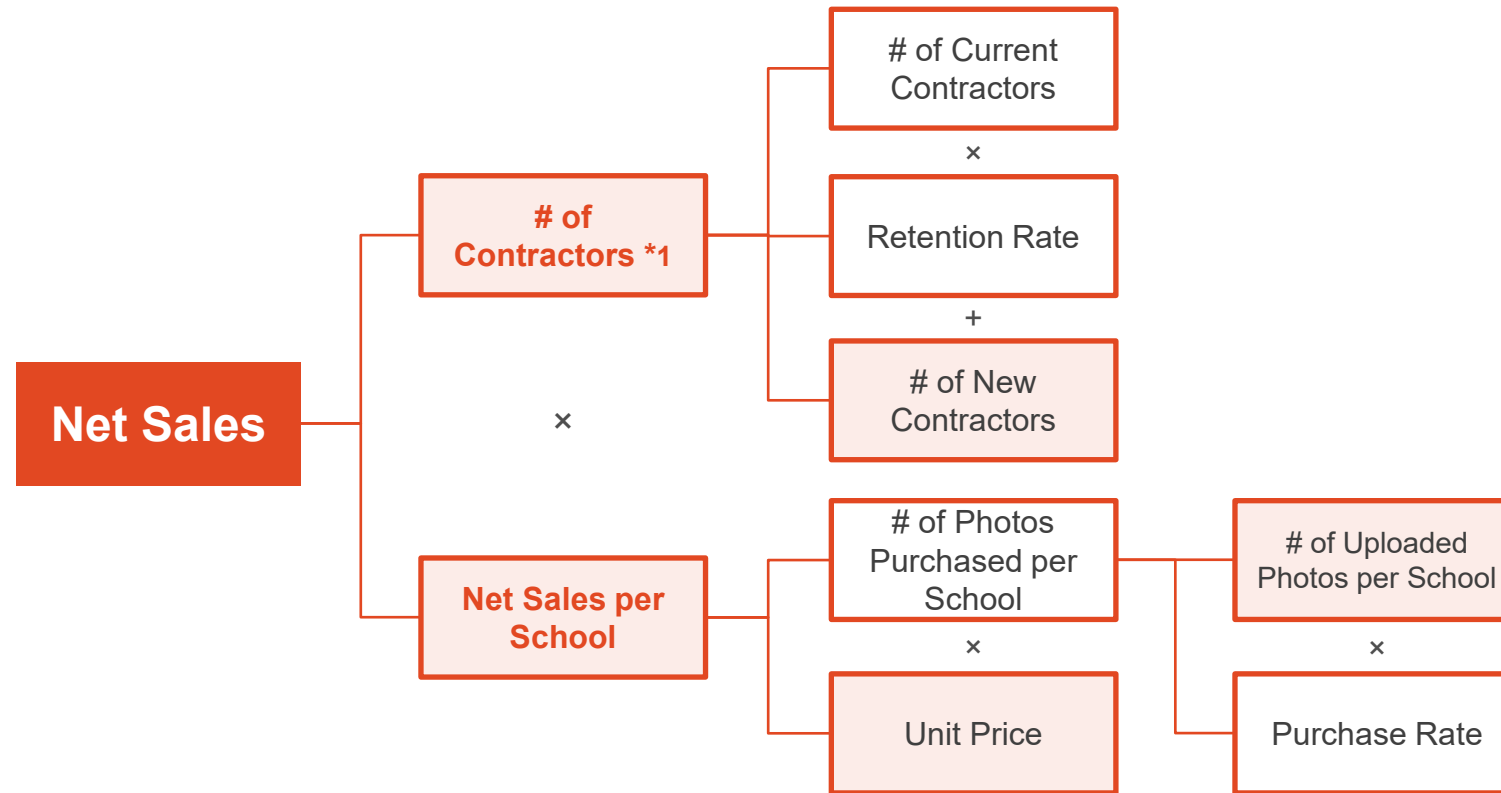 # of Current
Contractors
×
# of
Contractors *1
Retention Rate
+
# of New
Contractors
Net Sales
×
# of Photos
Purchased per
School
# of Uploaded
Photos per School
Net Sales per
School
×
×
Unit Price
Purchase Rate